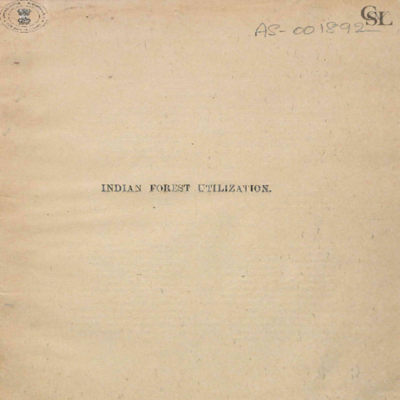 CSL
AS-001892
INDIAN FOREST UTILIZATION.